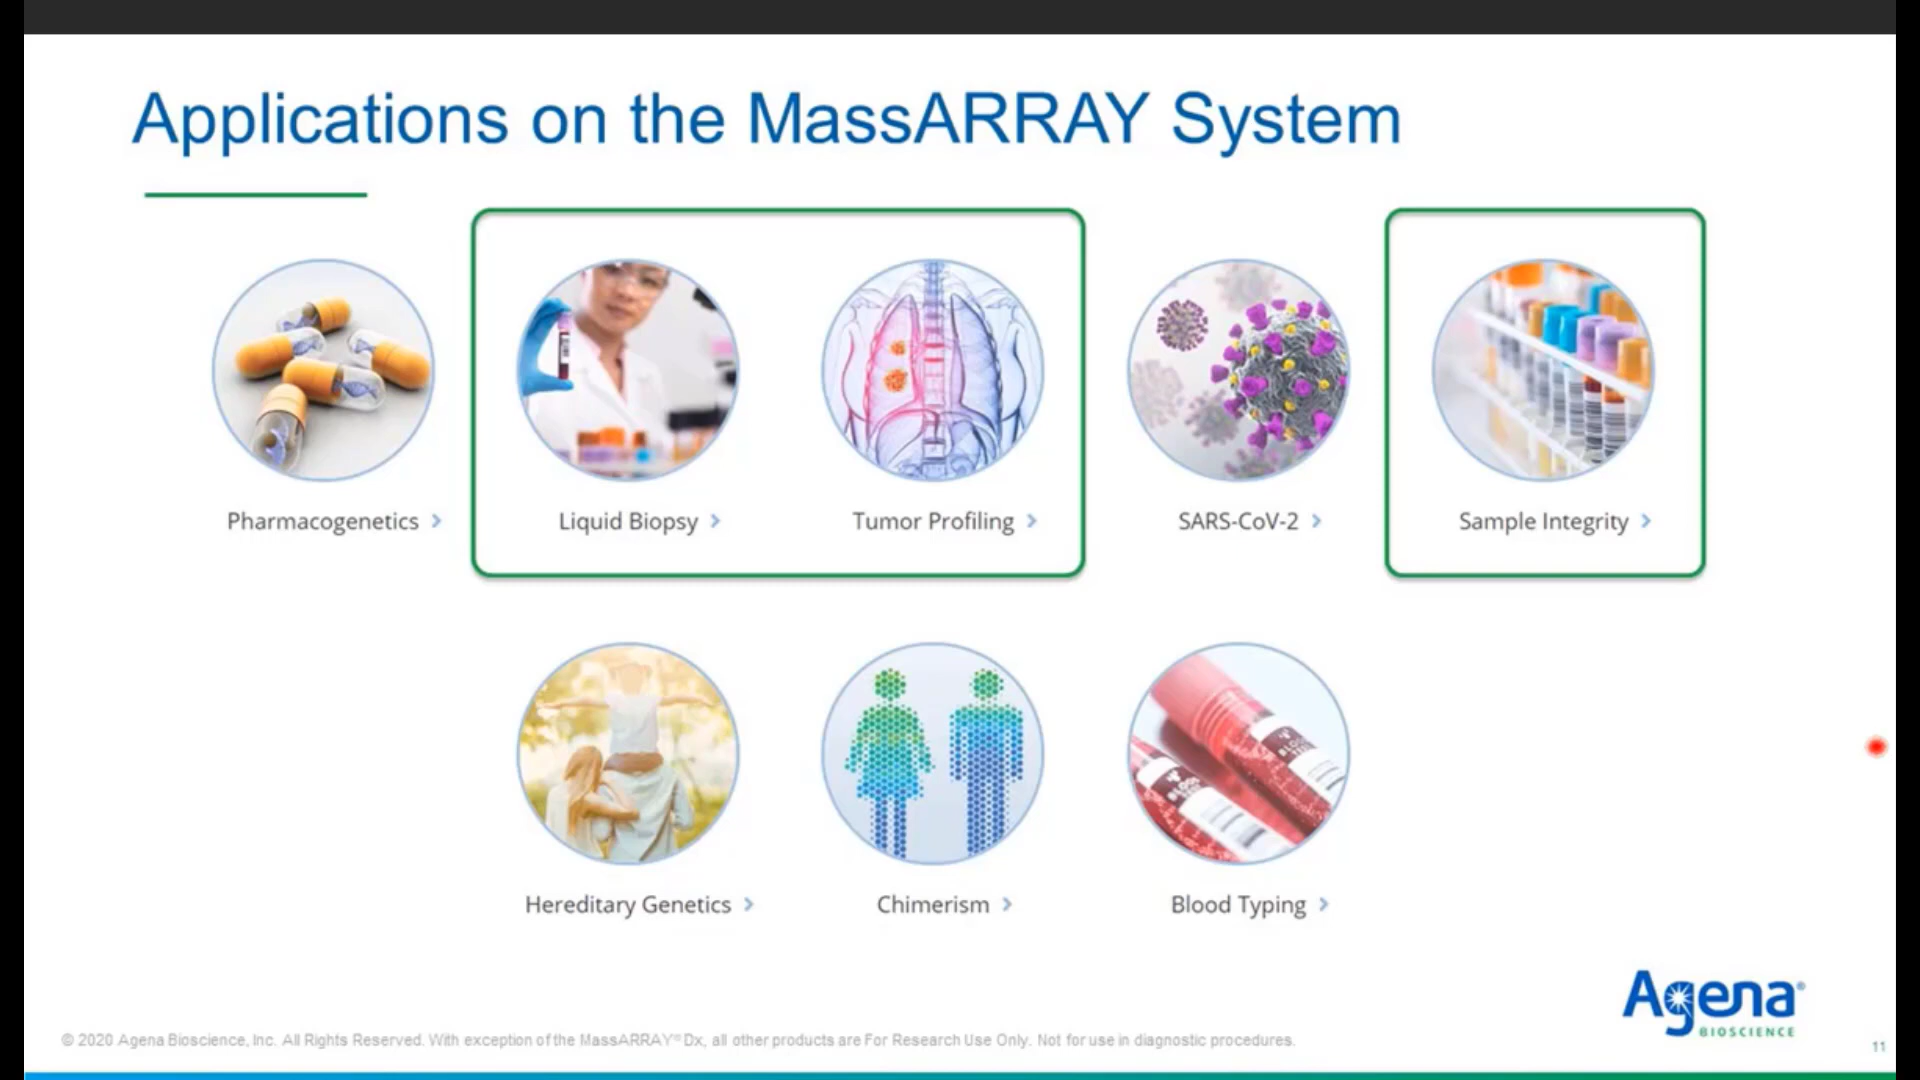 Applications on the MassARRAY System
Pharmacogenetics
Liquid Biopsy
Tumor Profiling
SARS-CoV-2
Sample Integrity
Hereditary Genetics
Chimerism
Blood Typing
Agena®
BIOSCIENCE
© 2020 Agena Bioscience, Inc. All Rights Reserved. With exception of the MassARRAY® Dx, all other products are For Research Use Only. Not for use in diagnostic procedures.
11